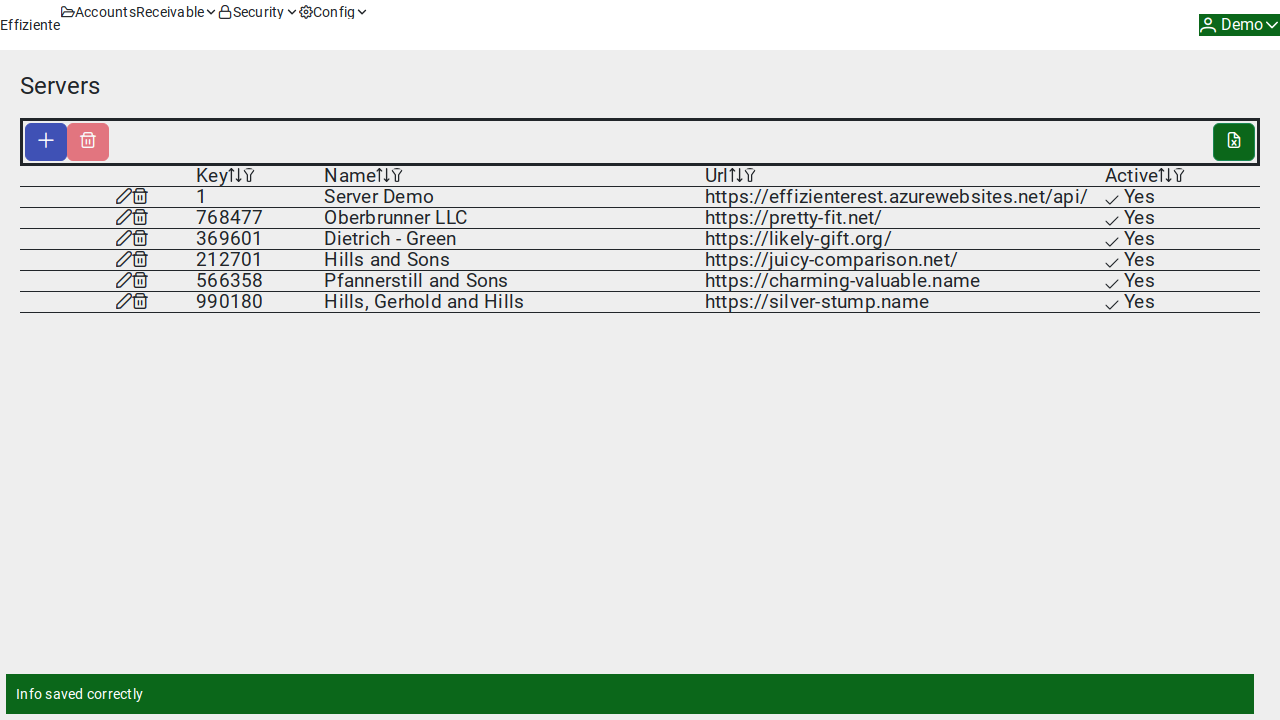 Effiziente
AccountsReceivable Security Config
Demo
Servers
Key Name Url Active
1 Server Demo https://effizienterest.azurewebsites.net/api/ Yes
768477 Oberbrunner LLC https://pretty-fit.net/ Yes
369601 Dietrich - Green https://likely-gift.org/ Yes
212701 Hills and Sons https://juicy-comparison.net/ Yes
566358 Pfannerstill and Sons https://charming-valuable.name Yes
990180 Hills, Gerhold and Hills https://silver-stump.name Yes
Info saved correctly